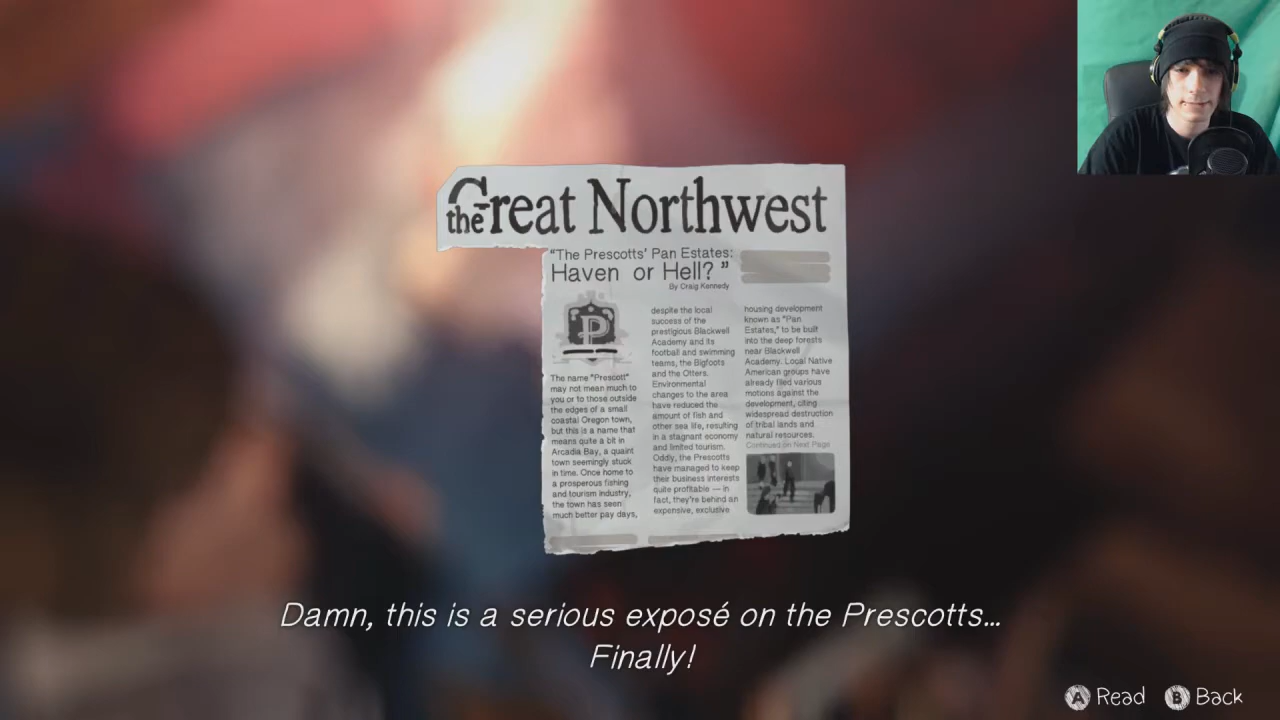 the Great Northwest
"The Prescotts' Pan Estates:
Haven or Hell?"
By Craig Kennedy
P
The name "Prescott"
may not mean much to
you or to those outside
the edges of a small
coastal Oregon town,
but this is a name that
means quite a bit in
Arcadia Bay, a quaint
town seemingly stuck
in time. Once home to
a prosperous fishing
and tourism industry,
the town has seen
much better pay days,
despite the local
success of the
prestigious Blackwell
Academy and its
football and swimming
teams, the Bigfoots
and the Otters.
Environmental
changes to the area
have reduced the
amount of fish and
other sea life, resulting
in a stagnant economy
and limited tourism.
Oddly, the Prescotts
have managed to keep
their business interests
quite profitable — in
fact, they're behind an
expensive, exclusive
housing development
known as "Pan
Estates," to be built
into the deep forests
near Blackwell
Academy. Local Native
American groups have
already filed various
motions against the
development, citing
widespread destruction
of tribal lands and
natural resources.
Continued on Next Page
Damn, this is a serious exposé on the Prescotts...
Finally!
A Read B Back